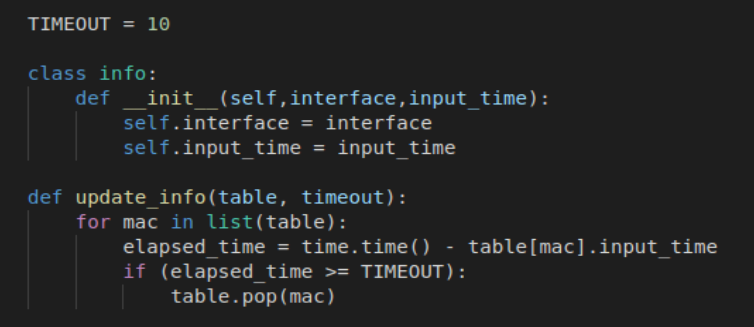 TIMEOUT = 10
class info:
    def __init__(self,interface,input_time):
        self.interface = interface
        self.input_time = input_time
def update_info(table, timeout):
    for mac in list(table):
        elapsed_time = time.time() - table[mac].input_time
        if (elapsed_time >= TIMEOUT):
            table.pop(mac)